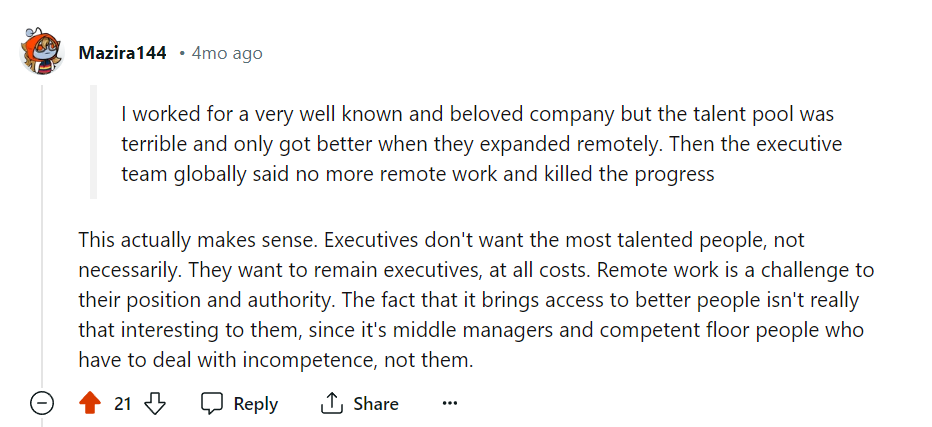 Mazira144 • 4mo ago
I worked for a very well known and beloved company but the talent pool was
terrible and only got better when they expanded remotely. Then the executive
team globally said no more remote work and killed the progress
This actually makes sense. Executives don't want the most talented people, not
necessarily. They want to remain executives, at all costs. Remote work is a challenge to
their position and authority. The fact that it brings access to better people isn't really
that interesting to them, since it's middle managers and competent floor people who
have to deal with incompetence, not them.
21 Reply Share ...